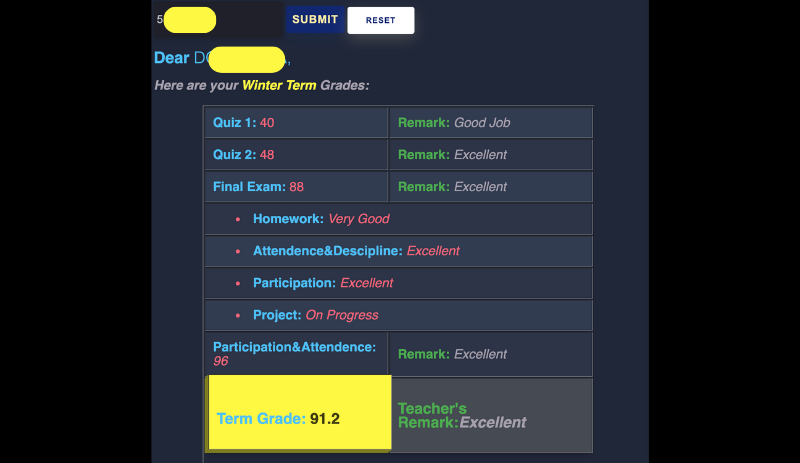 5
SUBMIT
RESET
Dear D
Here are your Winter Term Grades:
Quiz 1: 40
Remark: Good Job
Quiz 2: 48
Remark: Excellent
Final Exam: 88
Remark: Excellent
• Homework: Very Good
• Attendence&Descipline: Excellent
• Participation: Excellent
• Project: On Progress
Participation&Attendence:
96
Remark: Excellent
Term Grade: 91.2
Teacher's
Remark:Excellent